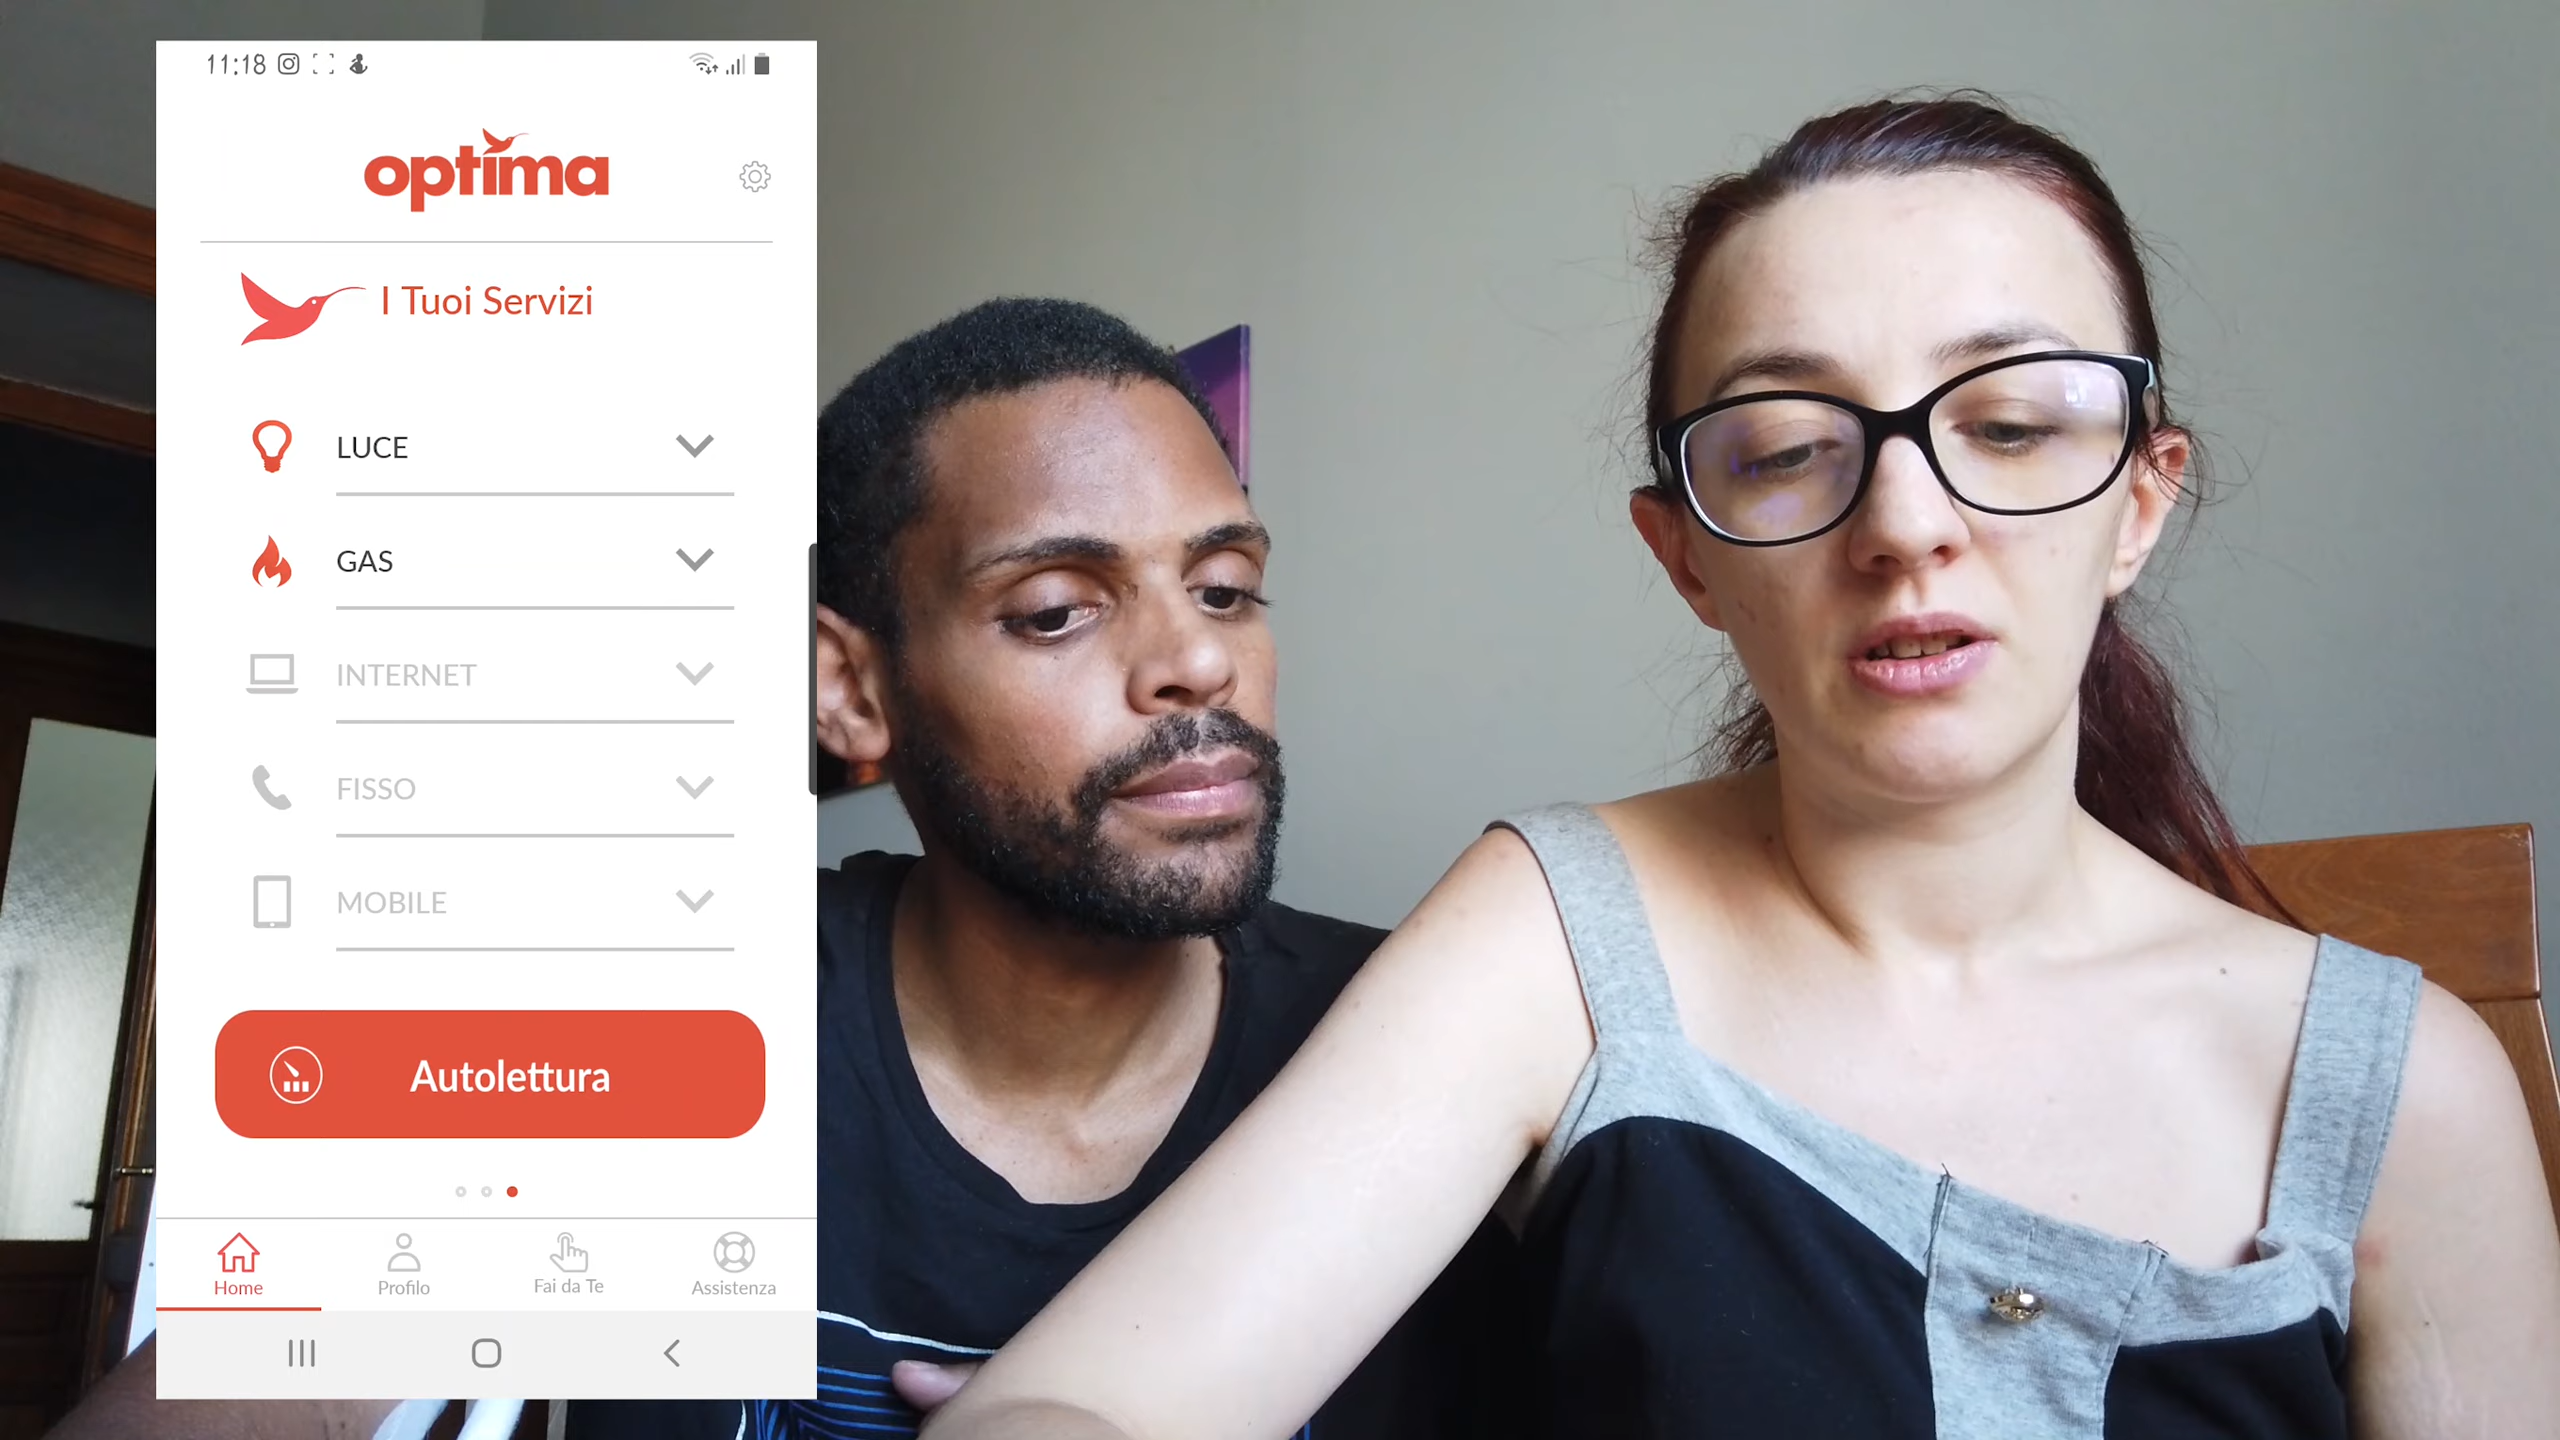 11:18
optima
I Tuoi Servizi
LUCE
GAS
INTERNET
FISSO
MOBILE
Autolettura
Home
Profilo
Fai da Te
Assistenza